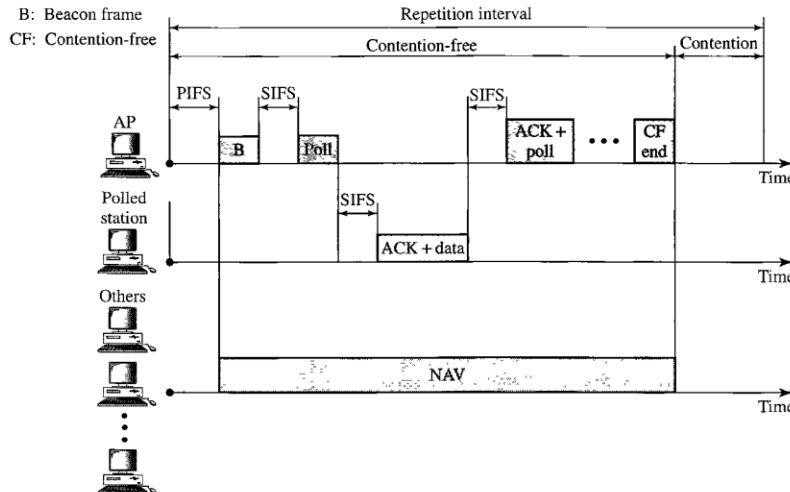 B: Beacon frame
CF: Contention-free
Repetition interval
Contention-free
Contention
PIFS
SIFS
SIFS
AP
B
Poll
ACK +
poll
CF
end
Time
Polled
station
SIFS
ACK + data
Time
Others
NAV
Time